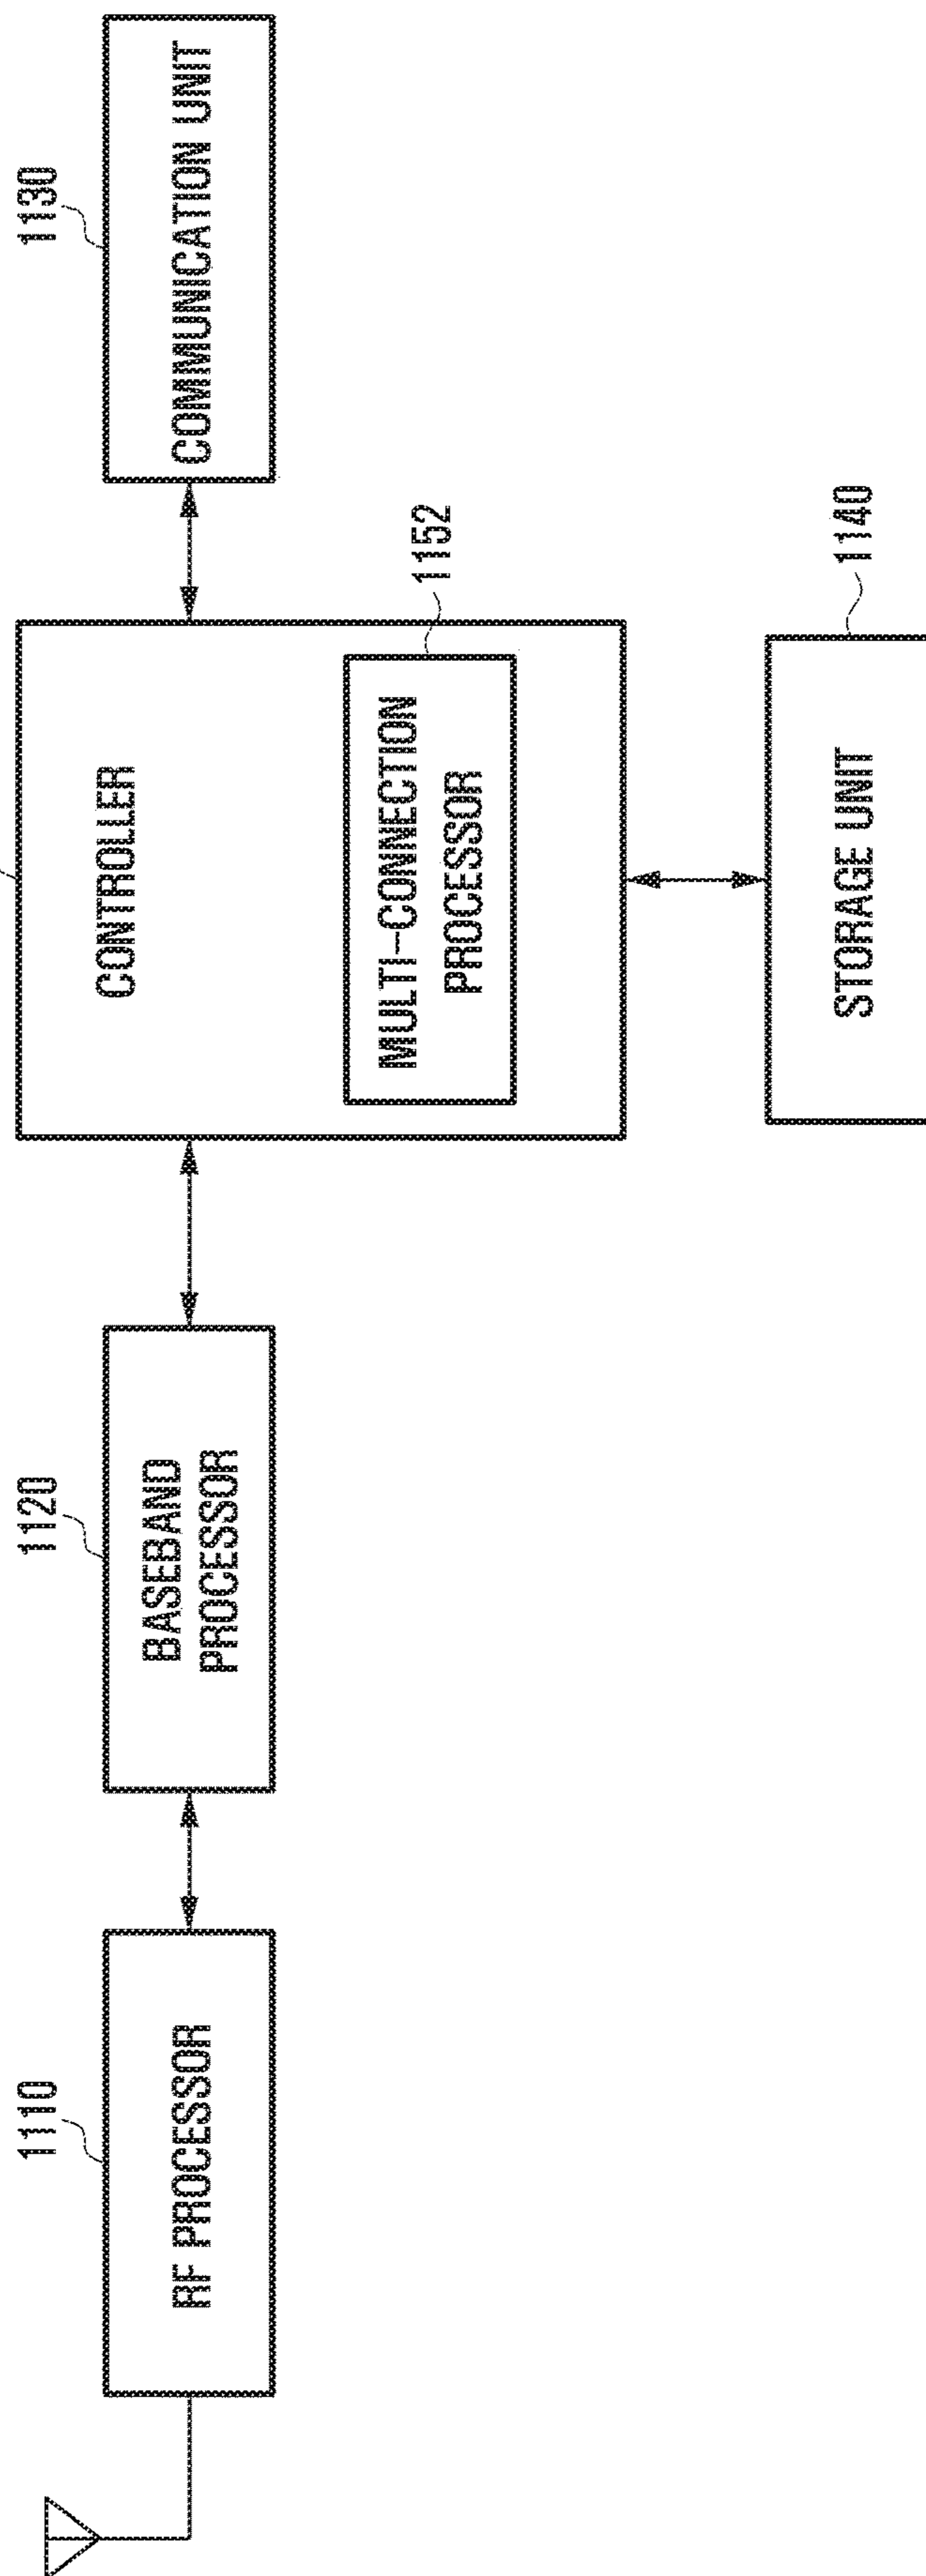 1110
RF PROCESSOR
1120
BASEBAND
PROCESSOR
CONTROLLER
1152
MULTI-CONNECTION
PROCESSOR
1130
COMMUNICATION UNIT
1140
STORAGE UNIT